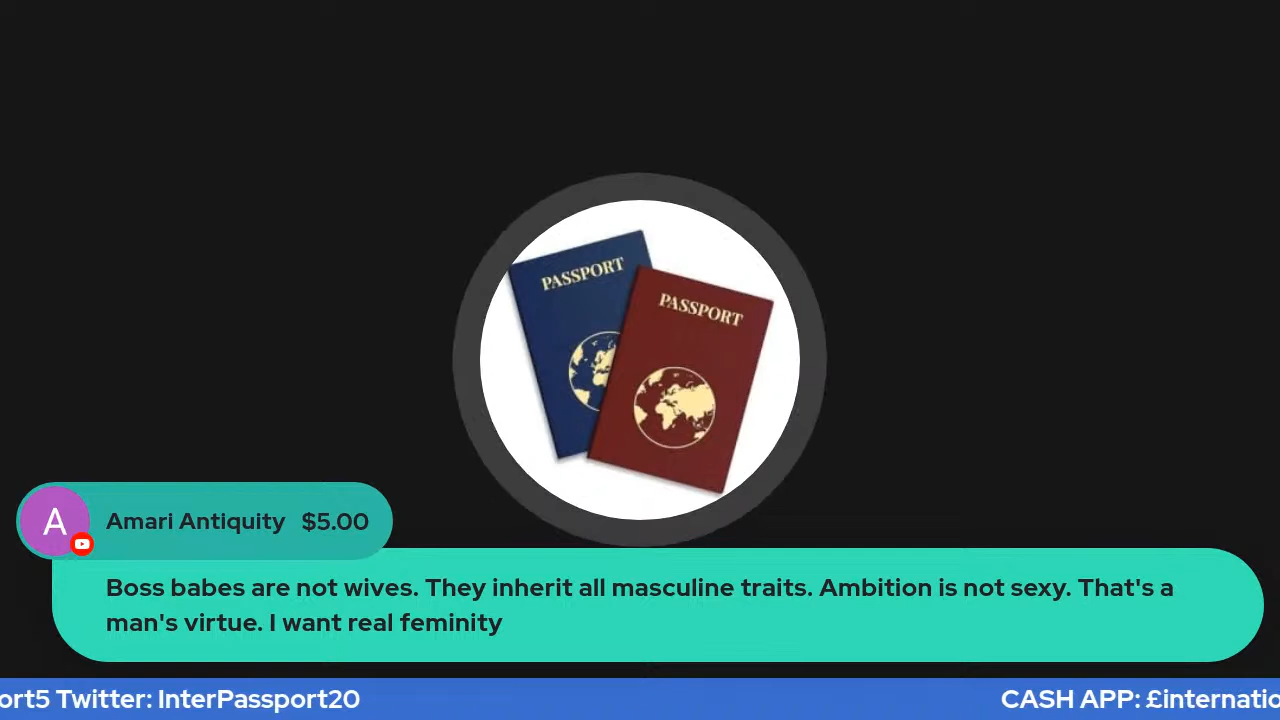 PASSPORT
PASSPORT
A
Amari Antiquity $5.00
Boss babes are not wives. They inherit all masculine traits. Ambition is not sexy. That's a
man's virtue. I want real feminity
ort5 Twitter: InterPassport20
CASH APP: £internatio